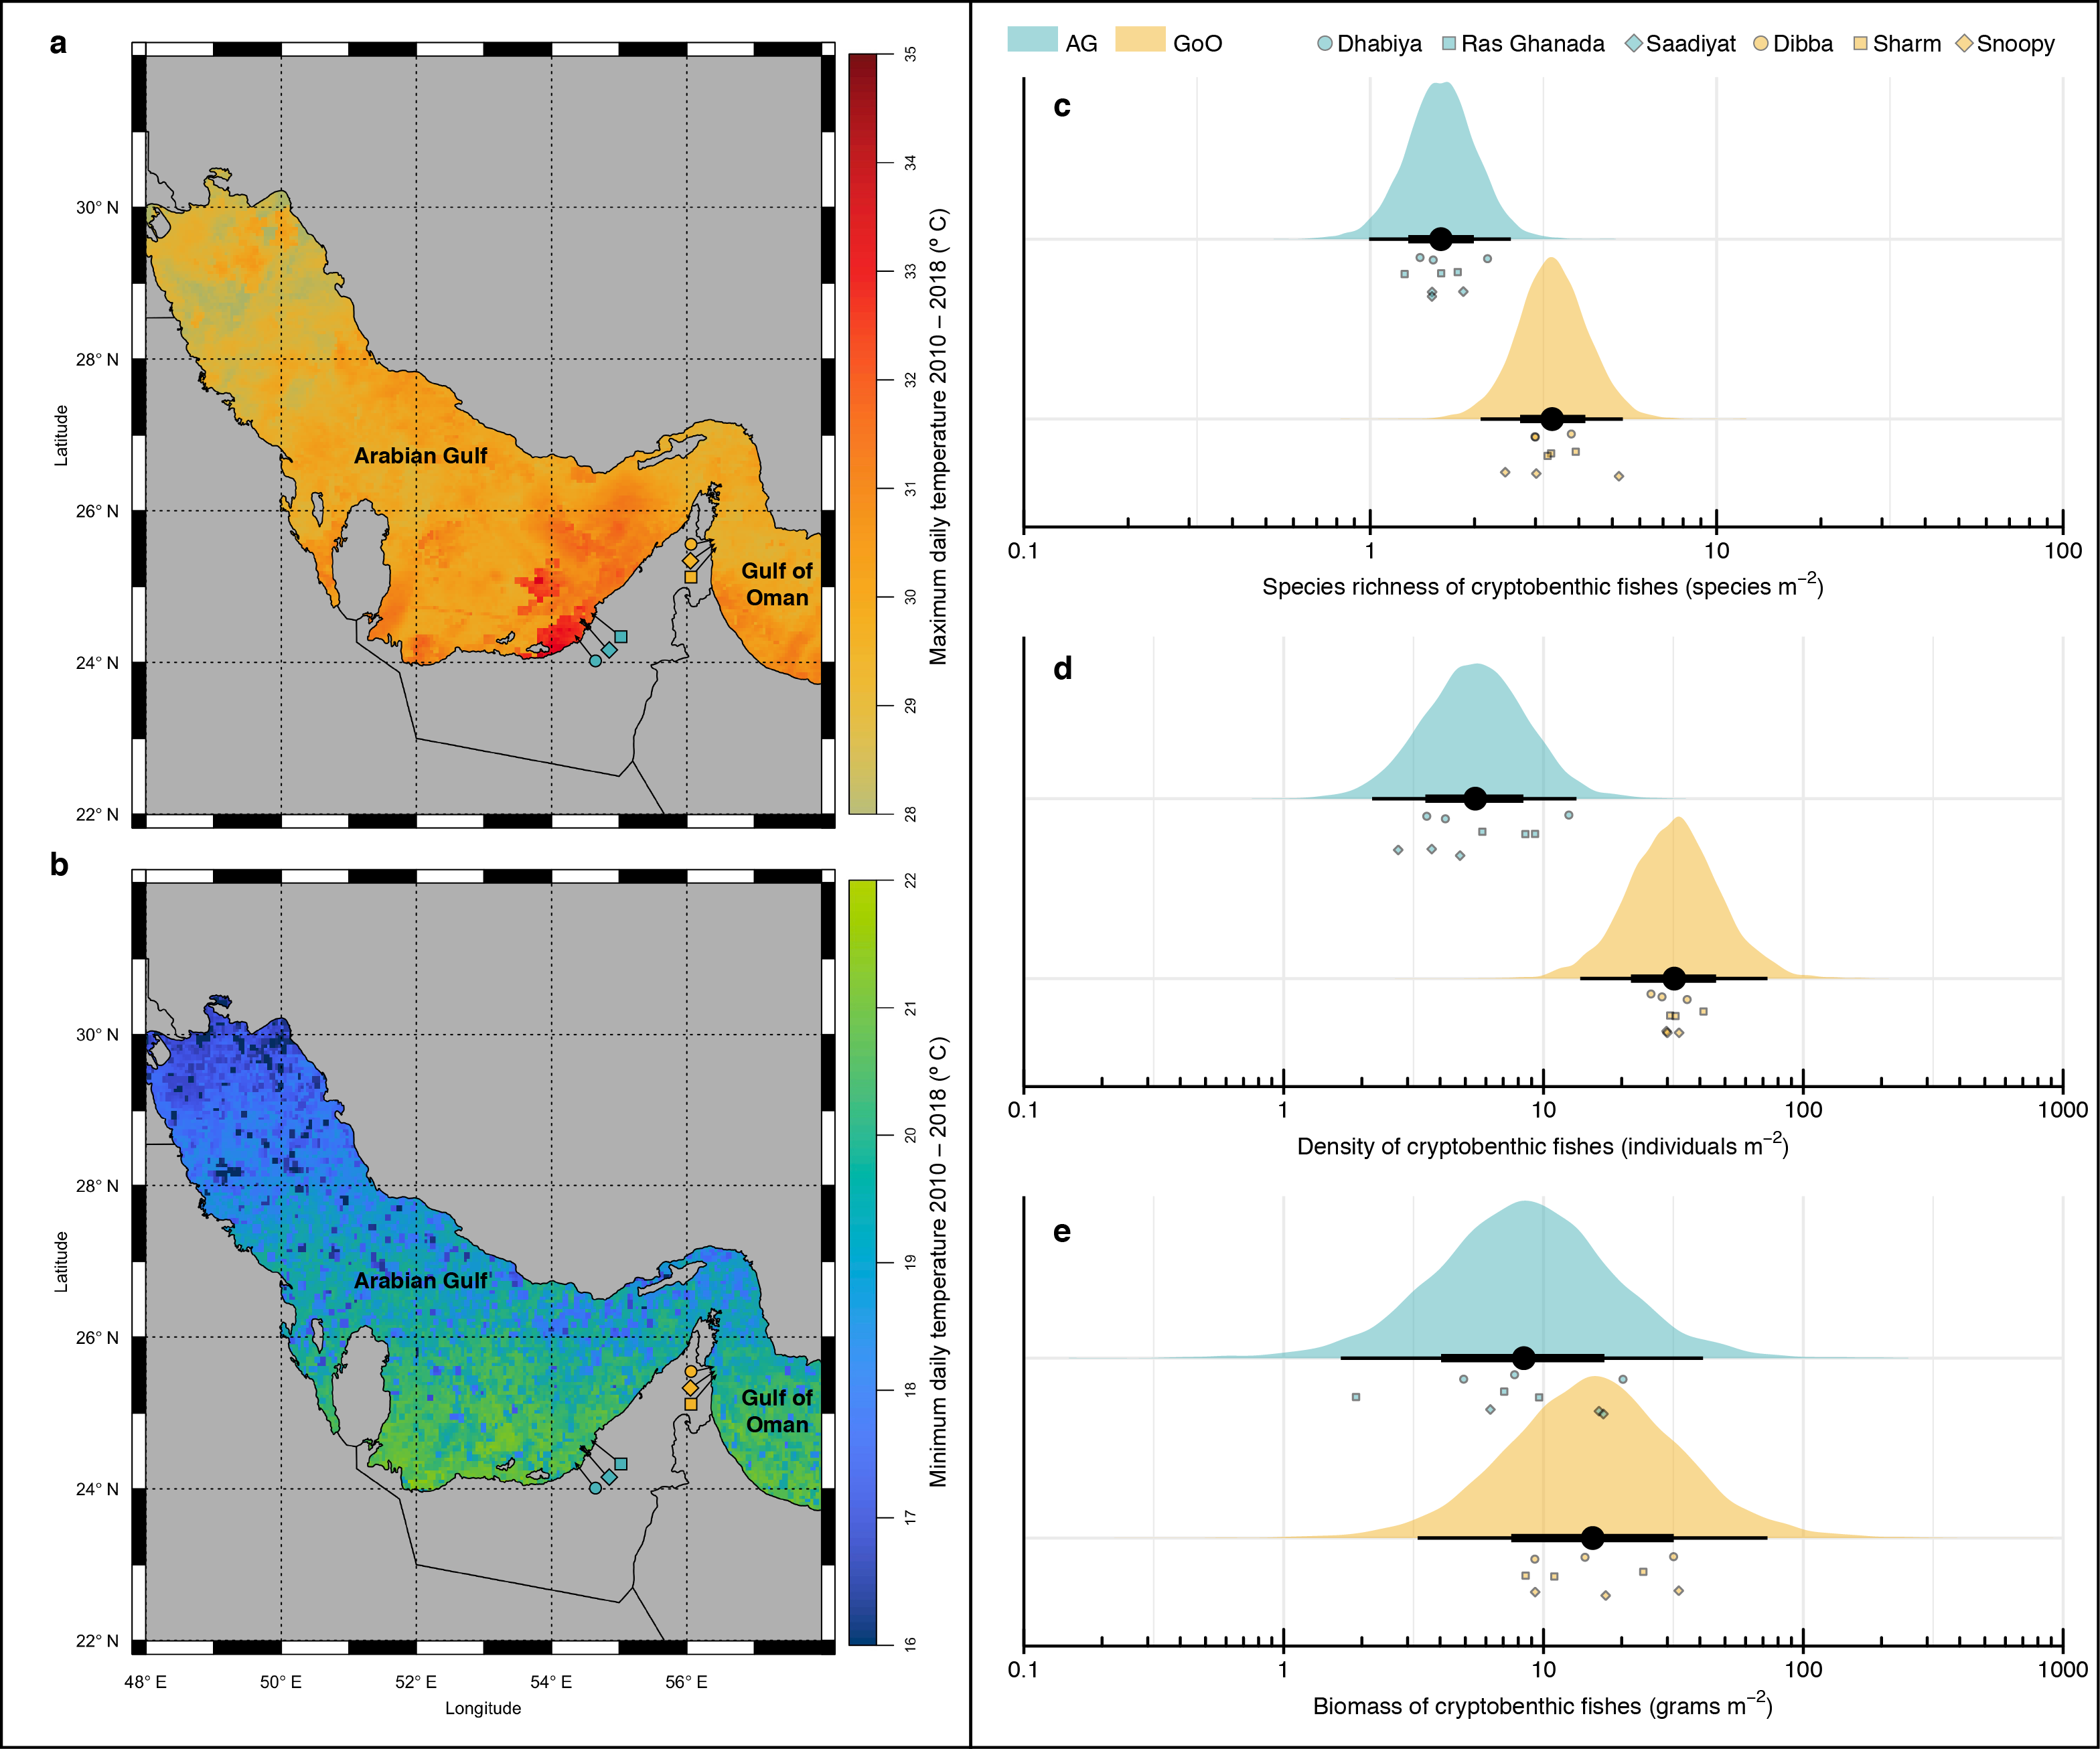 a
30° N
28° N
26° N
24° N
22° N
Latitude
Arabian Gulf
Gulf of
Oman
35
34
33
32
31
30
29
28
Maximum daily temperature 2010 – 2018 (º C)
b
30° N
28° N
26° N
24° N
22° N
Latitude
Arabian Gulf
Gulf of
Oman
48° E 50° E 52° E 54° E 56° E
Longitude
22
21
20
19
18
17
16
Minimum daily temperature 2010 – 2018 (º C)
AG GoO Dhabiya Ras Ghanada Saadiyat Dibba Sharm Snoopy
c
0.1 1 10 100
Species richness of cryptobenthic fishes (species m⁻²)
d
0.1 1 10 100 1000
Density of cryptobenthic fishes (individuals m⁻²)
e
0.1 1 10 100 1000
Biomass of cryptobenthic fishes (grams m⁻²)